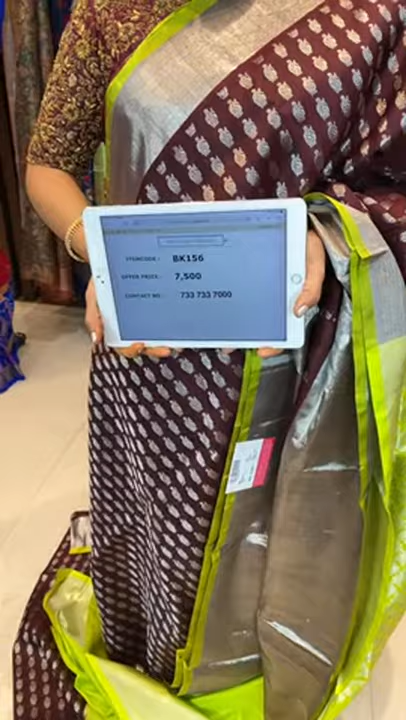 ITEMCODE : BK156
OFFER PRICE : 7,500
CONTACT NO : 733 733 7000